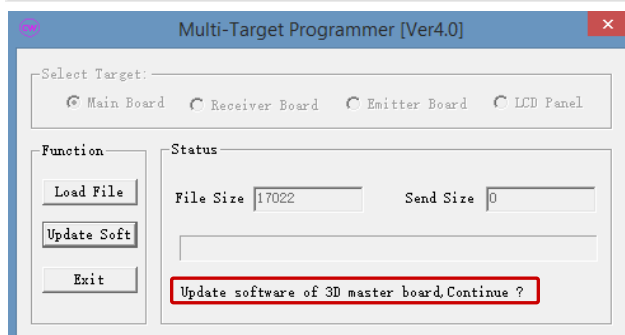 CW
Multi-Target Programmer [Ver4.0]
Select Target:
Main Board Receiver Board Emitter Board LCD Panel
Function
Status
Load File
File Size 17022 Send Size 0
Update Soft
Exit
Update software of 3D master board,Continue ?